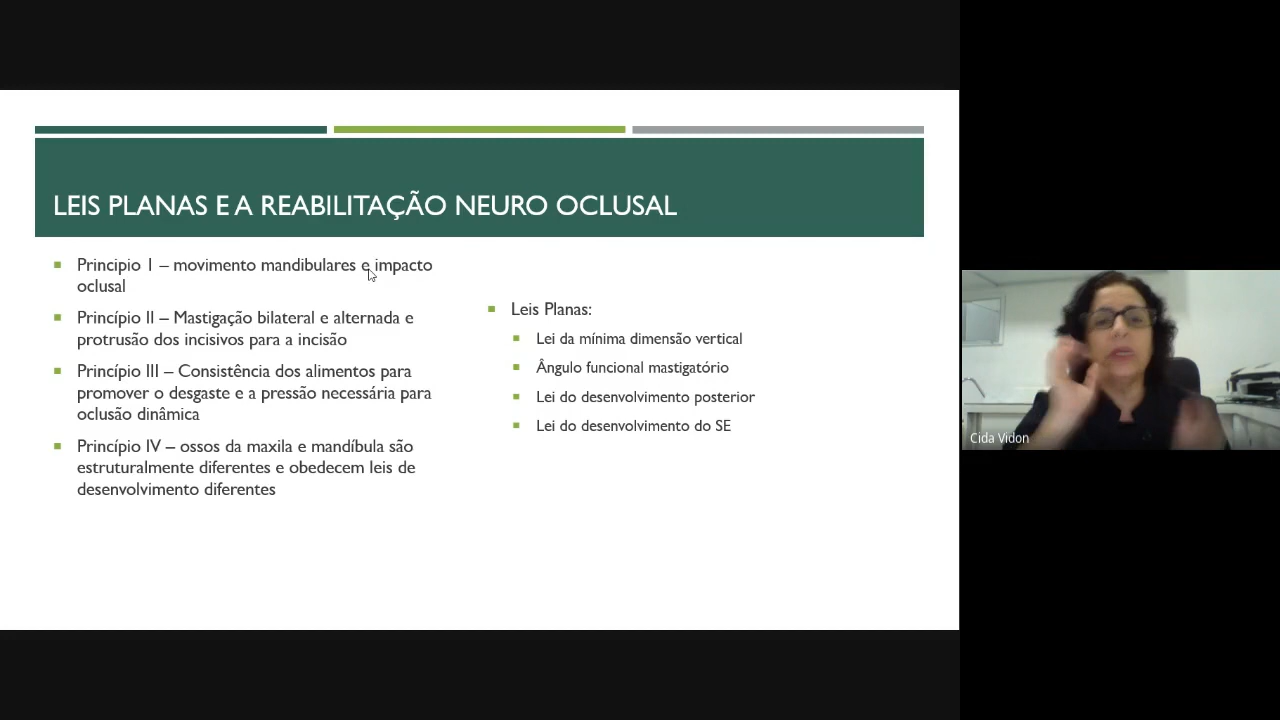 LEIS PLANAS E A REABILITAÇÃO NEURO OCLUSAL
Principio 1 – movimento mandibulares e impacto
oclusal
Princípio II – Mastigação bilateral e alternada e
protrusão dos incisivos para a incisão
Princípio III – Consistência dos alimentos para
promover o desgaste e a pressão necessária para
oclusão dinâmica
Princípio IV – ossos da maxila e mandíbula são
estruturalmente diferentes e obedecem leis de
desenvolvimento diferentes
Leis Planas:
Lei da mínima dimensão vertical
Ângulo funcional mastigatório
Lei do desenvolvimento posterior
Lei do desenvolvimento do SE
Cida Vidon